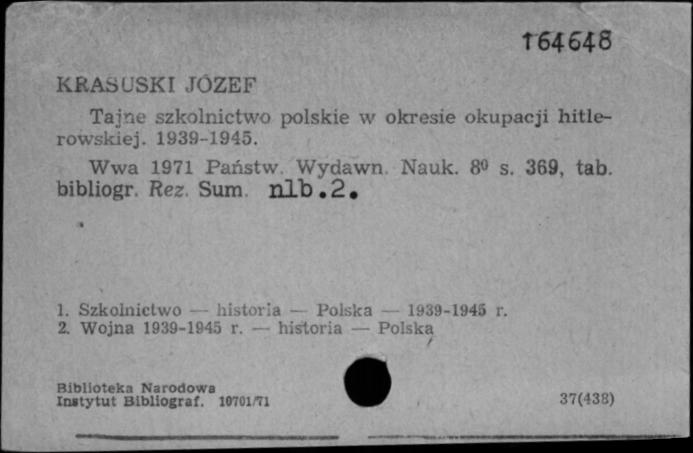 164648
KRASUSKI JÓZEF
Tajne szkolnictwo polskie w okresie okupacji hitle-
rowskiej. 1939-1945.
Wwa 1971 Państw. Wydawn. Nauk. 8⁰ s. 369, tab.
bibliogr. Rez. Sum. nlb.2.
1. Szkolnictwo — historia — Polska — 1939-1945 r.
2. Wojna 1939-1945 r. — historia — Polska
Biblioteka Narodowa
Instytut Bibliograf. 10701/71
37(438)